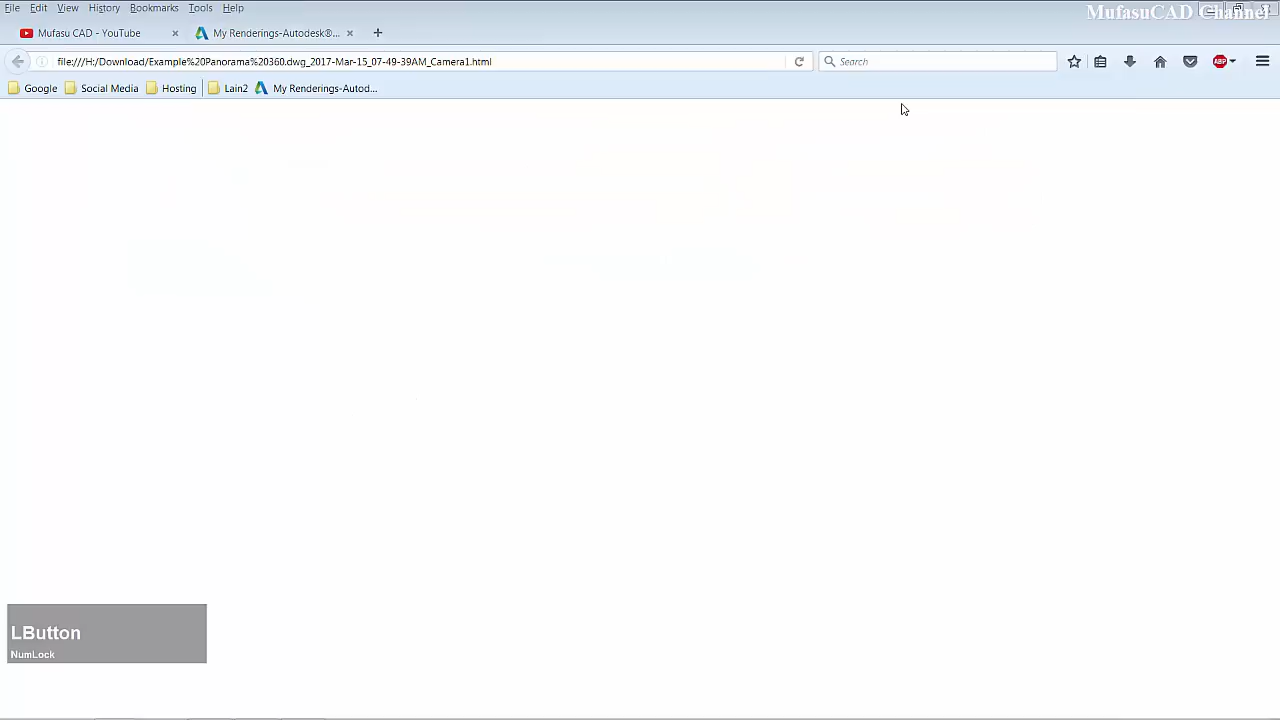 File Edit View History Bookmarks Tools Help
MufasuCAD Channel
Mufasu CAD - YouTube
My Renderings-Autodesk®...
file:///H:/Download/Example%20Panorama%20360.dwg_2017-Mar-15_07-49-39AM_Camera1.html
Search
ABP
Google Social Media Hosting Lain2 My Renderings-Autod...
LButton
NumLock